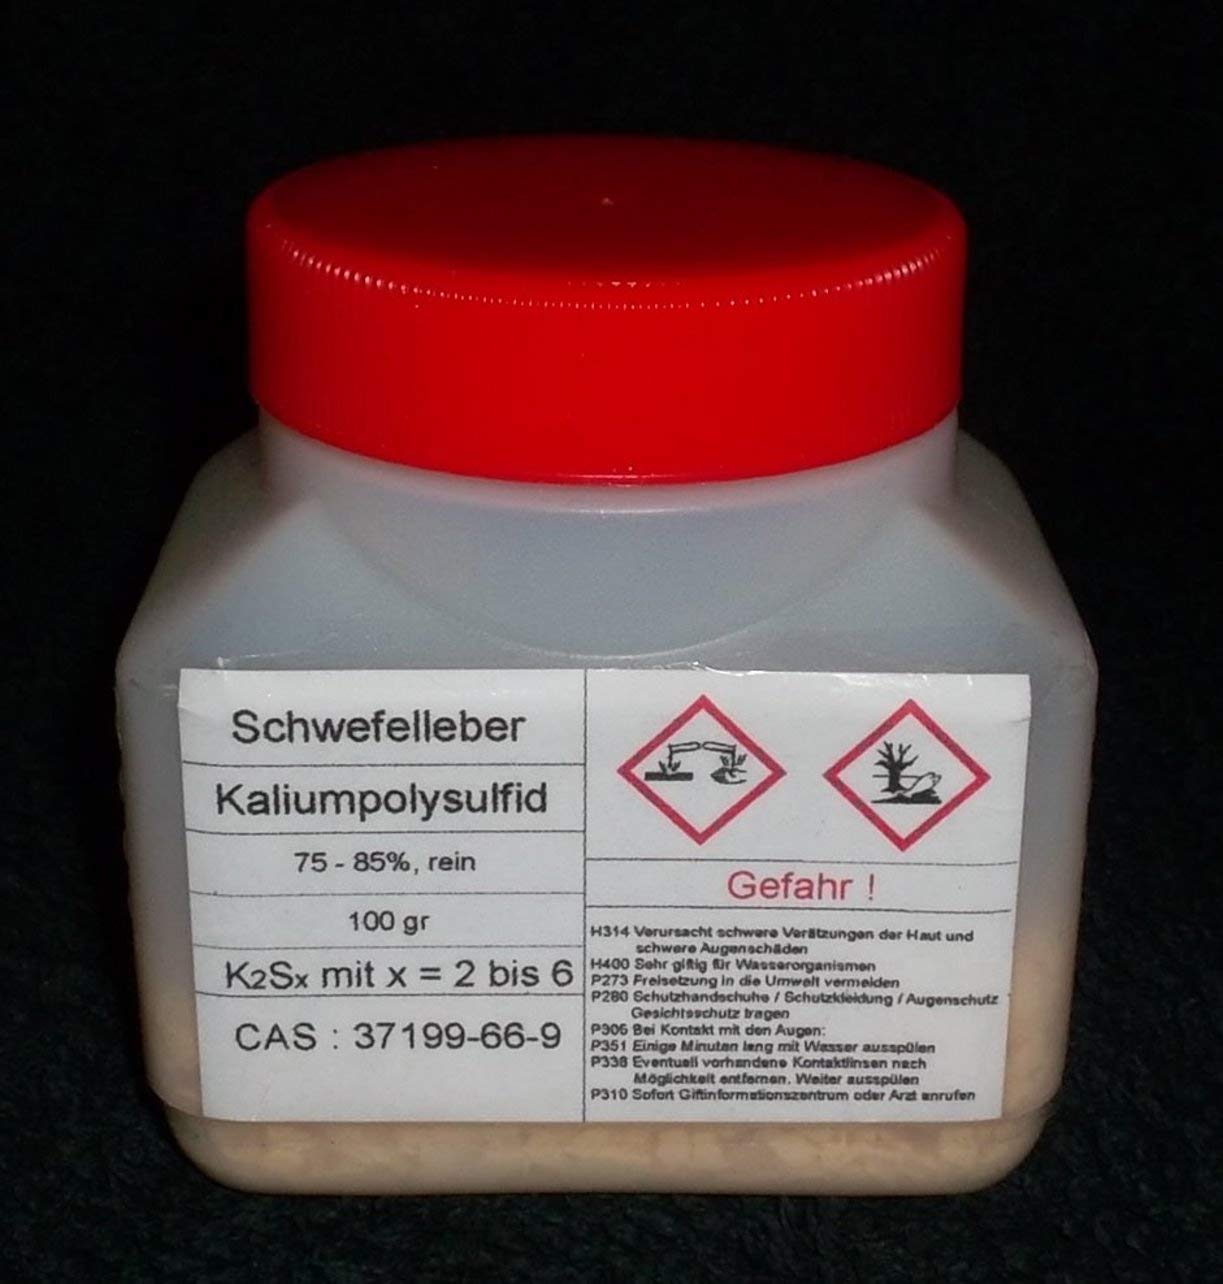 Schwefelleber
Kaliumpolysulfid
75 - 85%, rein
100 gr
K2Sx mit x = 2 bis 6
CAS : 37199-66-9
Gefahr !
H314 Verursacht schwere Verätzungen der Haut und
schwere Augenschäden
H400 Sehr giftig für Wasserorganismen
P273 Freisetzung in die Umwelt vermeiden
P280 Schutzhandschuhe / Schutzkleidung / Augenschutz
Gesichtsschutz tragen
P305 Bei Kontakt mit den Augen:
P351 Einige Minuten lang mit Wasser ausspülen
P338 Eventuell vorhandene Kontaktlinsen nach
Möglichkeit entfernen. Weiter ausspülen
P310 Sofort Giftinformationszentrum oder Arzt anrufen